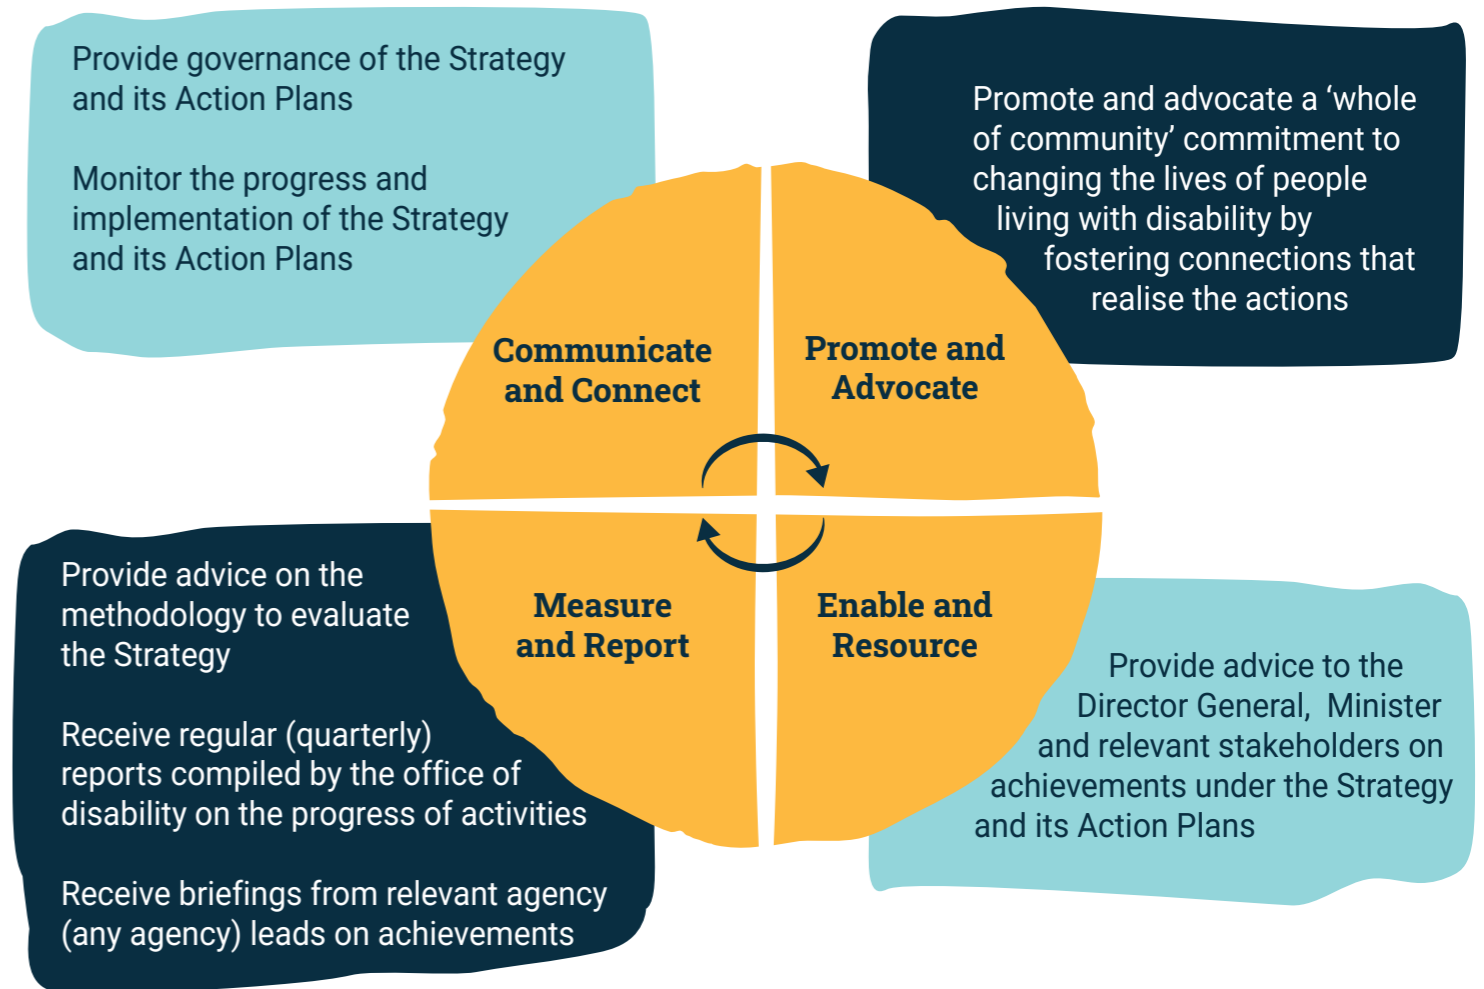 Provide governance of the Strategy
and its Action Plans
Monitor the progress and
implementation of the Strategy
and its Action Plans
Promote and advocate a ‘whole
of community’ commitment to
changing the lives of people
living with disability by
fostering connections that
realise the actions
Communicate
and Connect
Promote and
Advocate
Measure
and Report
Enable and
Resource
Provide advice on the
methodology to evaluate
the Strategy
Receive regular (quarterly)
reports compiled by the office of
disability on the progress of activities
Receive briefings from relevant agency
(any agency) leads on achievements
Provide advice to the
Director General,  Minister
and relevant stakeholders on
achievements under the Strategy
and its Action Plans